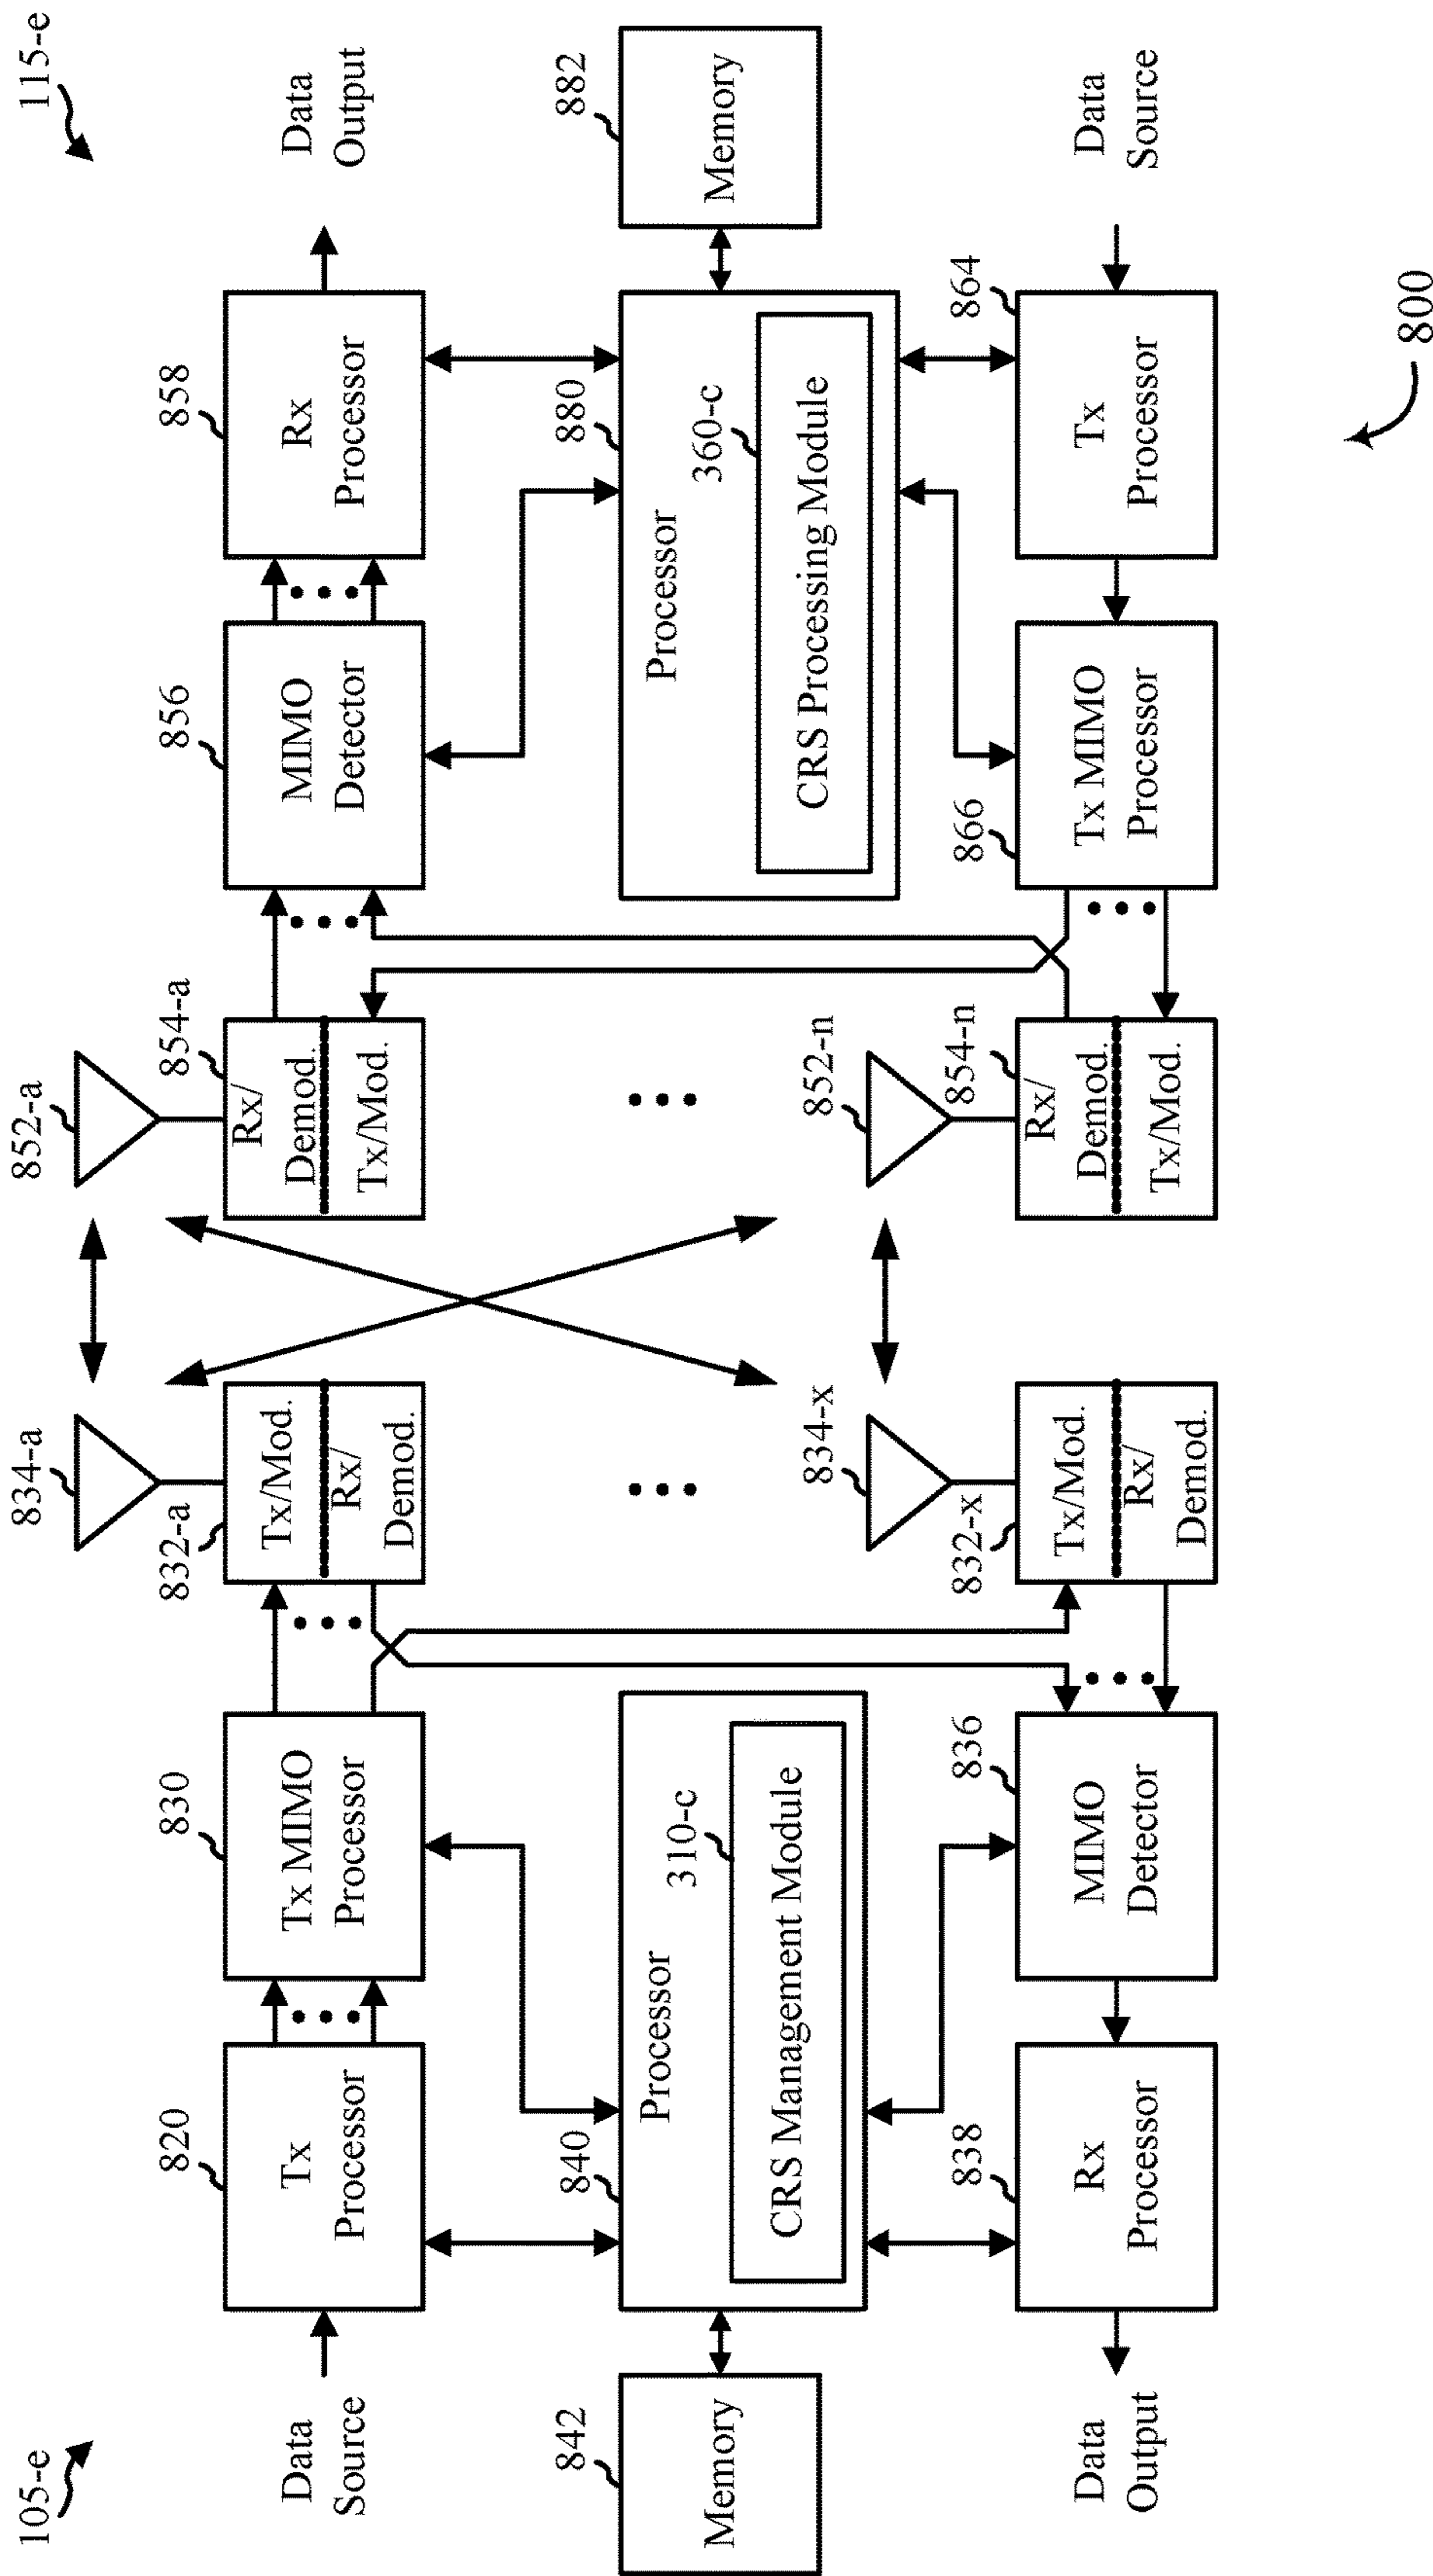 105-e
115-e
834-a
852-a
820
830
832-a
854-a
856
858
Data
Source
Tx
Processor
Tx MIMO
Processor
Tx/Mod.
Rx/
Demod.
Rx/
Demod.
Tx/Mod.
MIMO
Detector
Rx
Processor
Data
Output
842
Memory
840
Processor
310-c
CRS Management Module
880
Processor
360-c
CRS Processing Module
882
Memory
834-x
852-n
838
836
832-x
854-n
866
864
Data
Output
Rx
Processor
MIMO
Detector
Tx/Mod.
Rx/
Demod.
Rx/
Demod.
Tx/Mod.
Tx MIMO
Processor
Tx
Processor
Data
Source
800